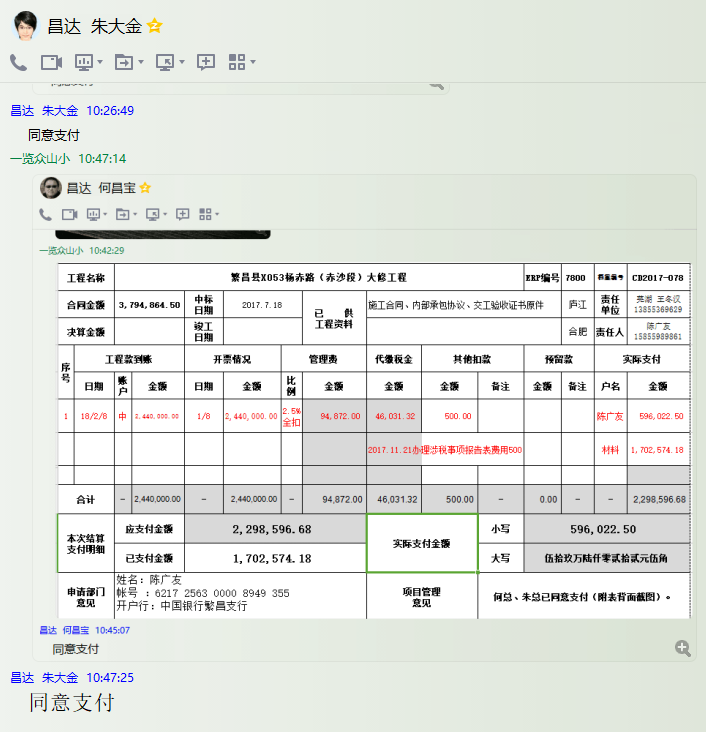 昌达 朱大金
同意支付
昌达 朱大金 10:26:49
同意支付
一览众山小 10:47:14
昌达 何昌宝
一览众山小 10:42:29
工程名称 繁昌县X053杨赤路（赤沙段）大修工程 ERP编号 7800 档案编号 CD2017-078
合同金额 3,794,864.50 中标日期 2017.7.18 已 供 工程资料 施工合同、内部承包协议、交工验收证书原件 庐江 责任单位 芜湖 王冬汉 13855369629
决算金额 竣工日期 合肥 责任人 陈广友 15855989861
序号 工程款到账 开票情况 管理费 代缴税金 其他扣款 预留款 实际支付
日期 账户 金额 日期 金额 比例 金额 金额 金额 备注 金额 备注 户名 金额
1 18/2/8 中 2,440,000.00 1/8 2,440,000.00 2.5%全扣 94,872.00 46,031.32 500.00 陈广友 596,022.50
2017.11.21办理涉税事项报告表费用500 材料 1,702,574.18
合计 - 2,440,000.00 - 2,440,000.00 - 94,872.00 46,031.32 500.00 - 0.00 - - 2,298,596.68
本次结算支付明细 应支付金额 2,298,596.68 实际支付金额 小写 596,022.50
已支付金额 1,702,574.18 大写 伍拾玖万陆仟零贰拾贰元伍角
申请部门意见 姓名：陈广友 项目管理意见 何总、朱总已同意支付（附表背面截图）。
帐号 ：6217 2563 0000 8949 355
开户行：中国银行繁昌支行
昌达 何昌宝 10:45:07
同意支付
昌达 朱大金 10:47:25
同意支付